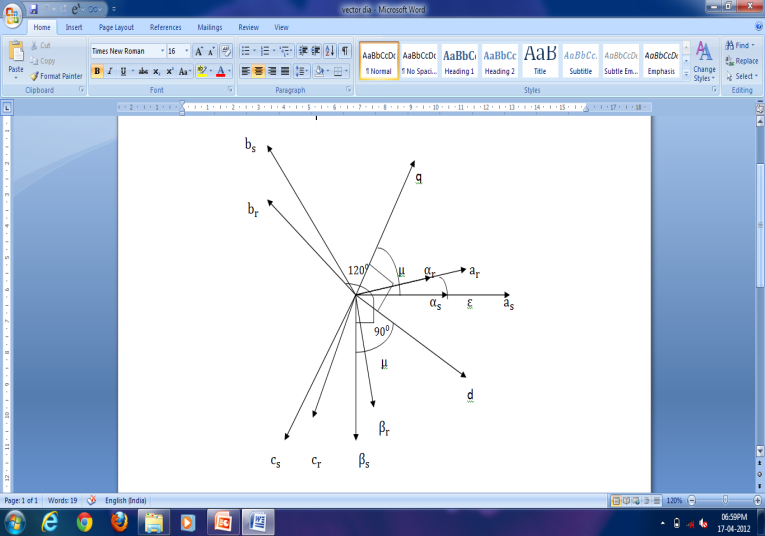 vector dia - Microsoft Word
Home Insert Page Layout References Mailings Review View
Paste
Cut
Copy
Format Painter
Clipboard
Times New Roman 16
Font
Paragraph
AaBbCcDc AaBbCcDc AaBbC AaBbCc AaB AaBbCc. AaBbCcDc AaBbCcDc
¶ Normal ¶ No Spaci... Heading 1 Heading 2 Title Subtitle Subtle Em... Emphasis
Change Styles
Styles
Find
Replace
Select
Editing
bs
q
br
120⁰ μ αr ar
αs ε as
90⁰
μ
d
βr
cs cr βs
Page: 1 of 1 Words: 19 English (India) 120%
06:59PM
17-04-2012